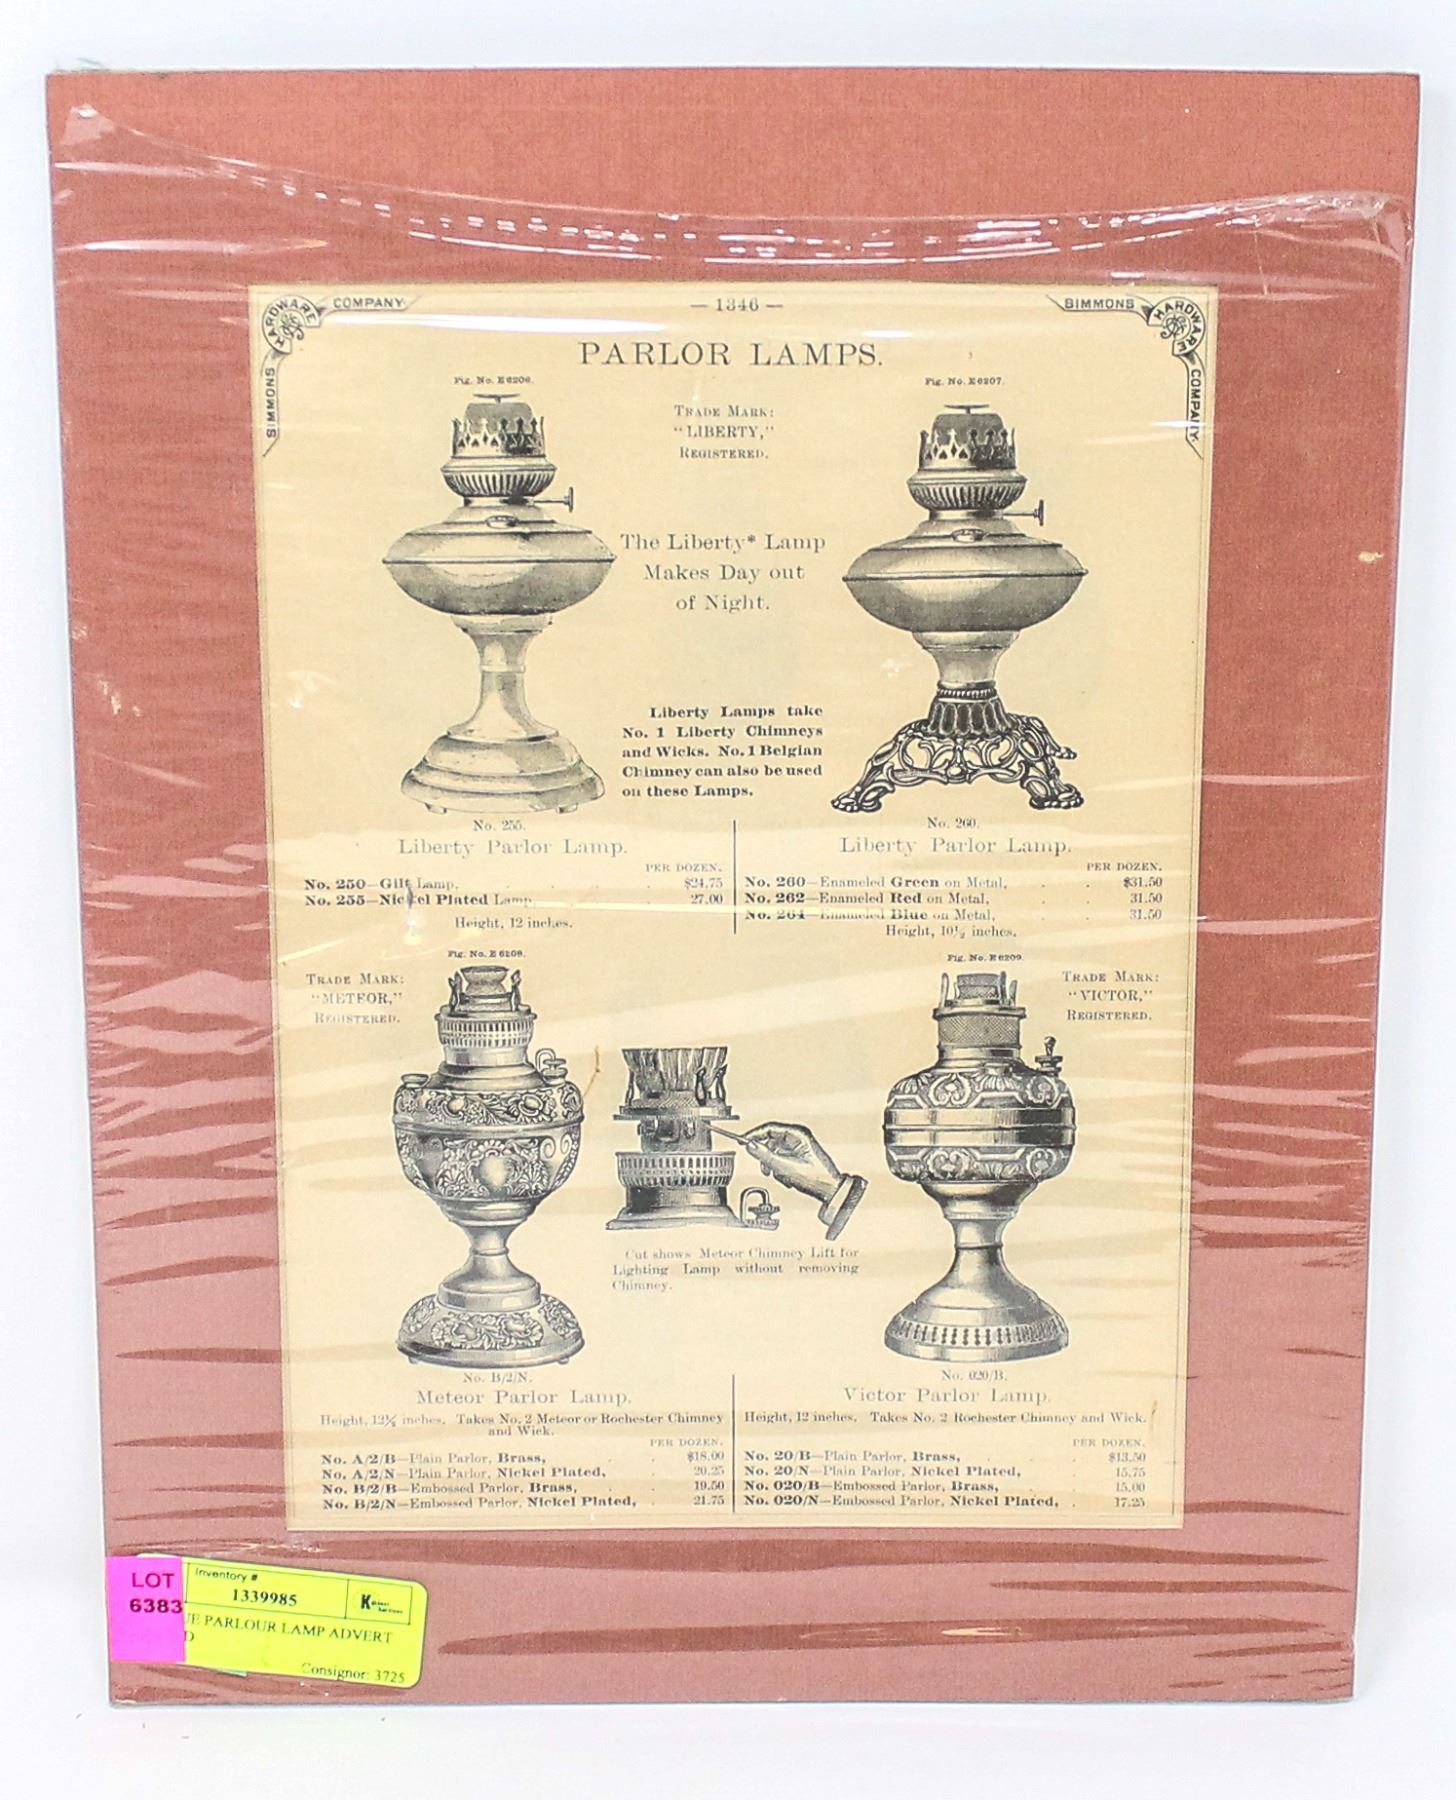 SIMMONS HARDWARE COMPANY.
— 1346 —
SIMMONS HARDWARE COMPANY.
PARLOR LAMPS.
Fig. No. E6206.
Fig. No. E6207.
TRADE MARK:
"LIBERTY,"
REGISTERED.
The Liberty* Lamp
Makes Day out
of Night.
Liberty Lamps take
No. 1 Liberty Chimneys
and Wicks. No. 1 Belgian
Chimney can also be used
on these Lamps.
No. 255.
Liberty Parlor Lamp.
PER DOZEN.
No. 250—Gilt Lamp, . . . . $24.75
No. 255—Nickel Plated Lamp, . 27.00
Height, 12 inches.
No. 260.
Liberty Parlor Lamp.
PER DOZEN.
No. 260—Enameled Green on Metal, . . $31.50
No. 262—Enameled Red on Metal, . . 31.50
No. 264—Enameled Blue on Metal, . . 31.50
Height, 10½ inches.
Fig. No. E6208.
TRADE MARK:
"METEOR,"
REGISTERED.
Fig. No. E6209.
TRADE MARK:
"VICTOR,"
REGISTERED.
Cut shows Meteor Chimney Lift for
Lighting Lamp without removing
Chimney.
No. B/2/N.
Meteor Parlor Lamp.
Height, 12½ inches. Takes No. 2 Meteor or Rochester Chimney
and Wick.
PER DOZEN.
No. A/2/B—Plain Parlor, Brass, . . $18.00
No. A/2/N—Plain Parlor, Nickel Plated, . 20.25
No. B/2/B—Embossed Parlor, Brass, . . 19.50
No. B/2/N—Embossed Parlor, Nickel Plated, . 21.75
No. 020/B.
Victor Parlor Lamp.
Height, 12 inches. Takes No. 2 Rochester Chimney and Wick.
PER DOZEN.
No. 20/B—Plain Parlor, Brass, . . . $13.50
No. 20/N—Plain Parlor, Nickel Plated, . . 15.75
No. 020/B—Embossed Parlor, Brass, . . 15.00
No. 020/N—Embossed Parlor, Nickel Plated, . 17.25
LOT
6383
Inventory #
1339985
UE PARLOUR LAMP ADVERT
D
Consignor: 3725